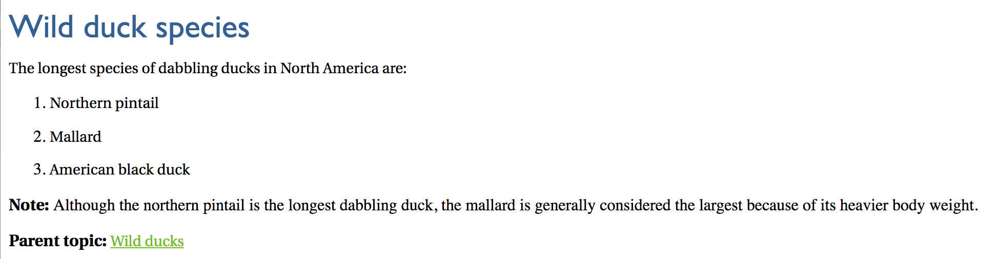 Wild duck species
The longest species of dabbling ducks in North America are:
1. Northern pintail
2. Mallard
3. American black duck
Note: Although the northern pintail is the longest dabbling duck, the mallard is generally considered the largest because of its heavier body weight.
Parent topic: Wild ducks